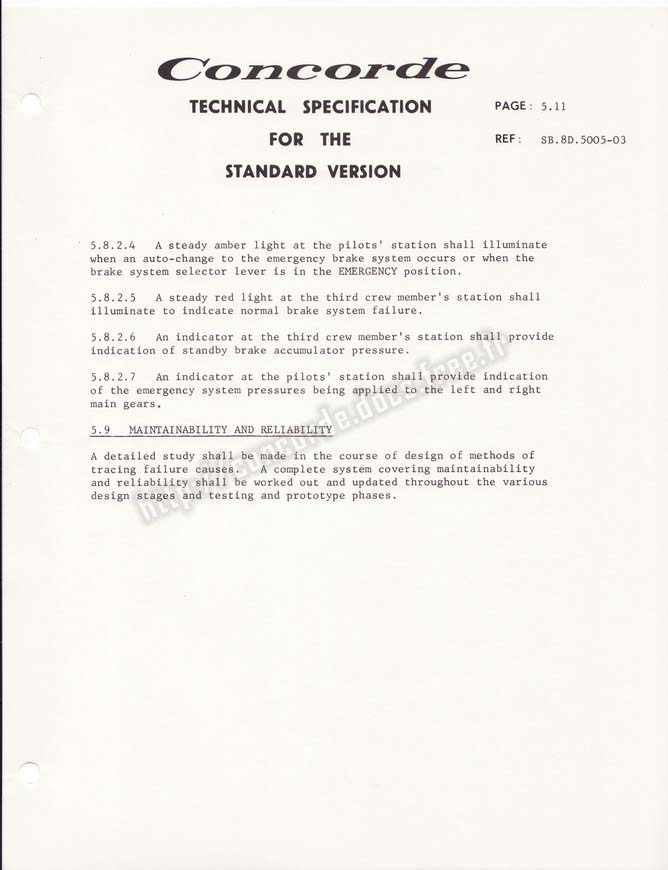 Concorde
TECHNICAL SPECIFICATION
FOR THE
STANDARD VERSION
PAGE: 5.11
REF: SB.8D.5005-03
5.8.2.4 A steady amber light at the pilots' station shall illuminate
when an auto-change to the emergency brake system occurs or when the
brake system selector lever is in the EMERGENCY position.
5.8.2.5 A steady red light at the third crew member's station shall
illuminate to indicate normal brake system failure.
5.8.2.6 An indicator at the third crew member's station shall provide
indication of standby brake accumulator pressure.
5.8.2.7 An indicator at the pilots' station shall provide indication
of the emergency system pressures being applied to the left and right
main gears.
5.9 MAINTAINABILITY AND RELIABILITY
A detailed study shall be made in the course of design of methods of
tracing failure causes. A complete system covering maintainability
and reliability shall be worked out and updated throughout the various
design stages and testing and prototype phases.
http://concorde.docs.free.fr